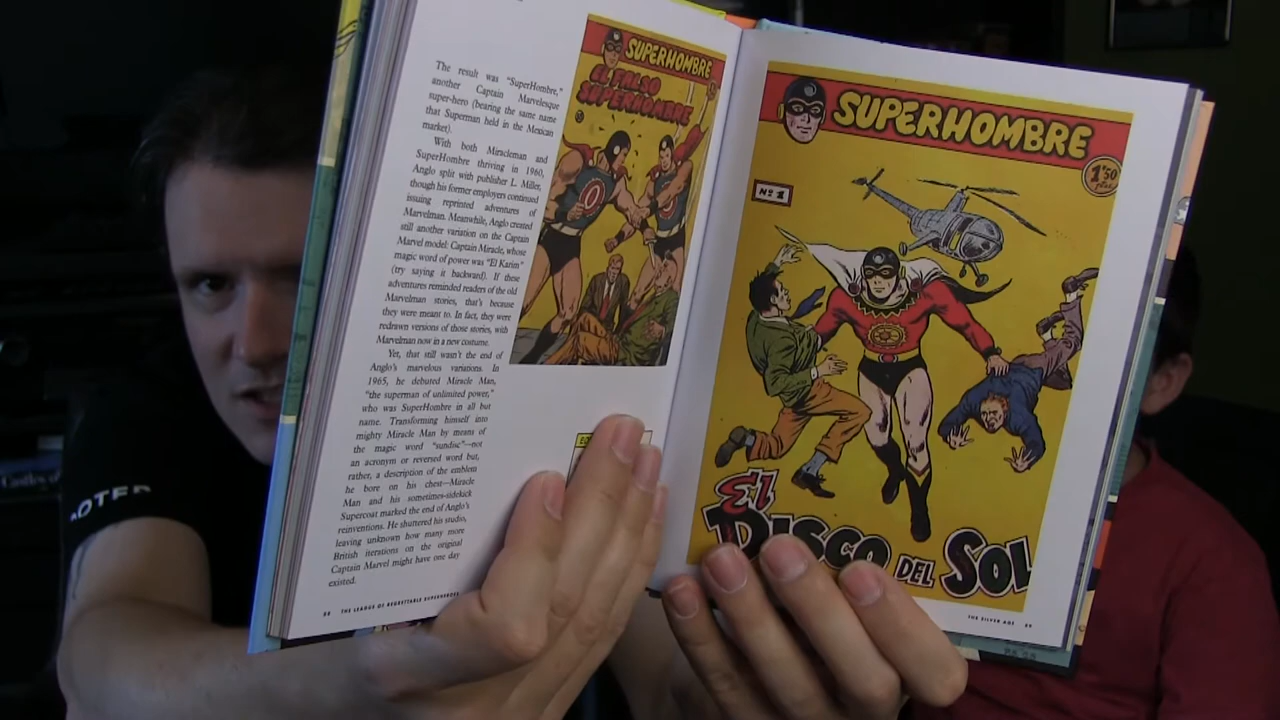 The result was "SuperHombre,"
another Captain Marvelesque
super-hero (bearing the same name
that Superman held in the Mexican
market).
With both Miracleman and
SuperHombre thriving in 1960,
Anglo split with publisher L. Miller,
though his former employers continued
issuing reprinted adventures of
Marvelman. Meanwhile, Anglo created
still another variation on the Captain
Marvel model: Captain Miracle, whose
magic word of power was "El Karim"
(try saying it backward). If these
adventures reminded readers of the old
Marvelman stories, that's because
they were meant to. In fact, they were
redrawn versions of those stories, with
Marvelman now in a new costume.
Yet, that still wasn't the end of
Anglo's marvelous variations. In
1965, he debuted Miracle Man,
"the superman of unlimited power,"
who was SuperHombre in all but
name. Transforming himself into
mighty Miracle Man by means of
the magic word "sundisc"—not
an acronym or reversed word but,
rather, a description of the emblem
he bore on his chest—Miracle
Man and his sometimes-sidekick
Supercoat marked the end of Anglo's
reinventions. He shuttered his studio,
leaving unknown how many more
British iterations on the original
Captain Marvel might have one day
existed.
THE LEAGUE OF REGRETTABLE SUPERHEROES
SUPERHOMBRE
EL FALSO
SUPERHOMBRE
SUPERHOMBRE
1'50
ptas
Nº 1
El
DISCO DEL SOL
THE SILVER AGE
OTER